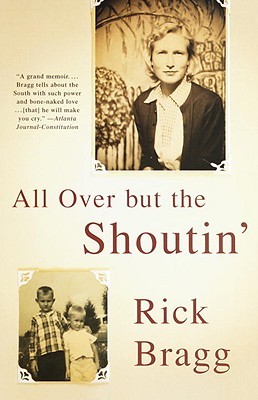 "A grand memoir. . . .
Bragg tells about the
South with such power
and bone-naked love
. . . [that] he will make
you cry." —Atlanta
Journal-Constitution
All Over but the
Shoutin'
Rick
Bragg